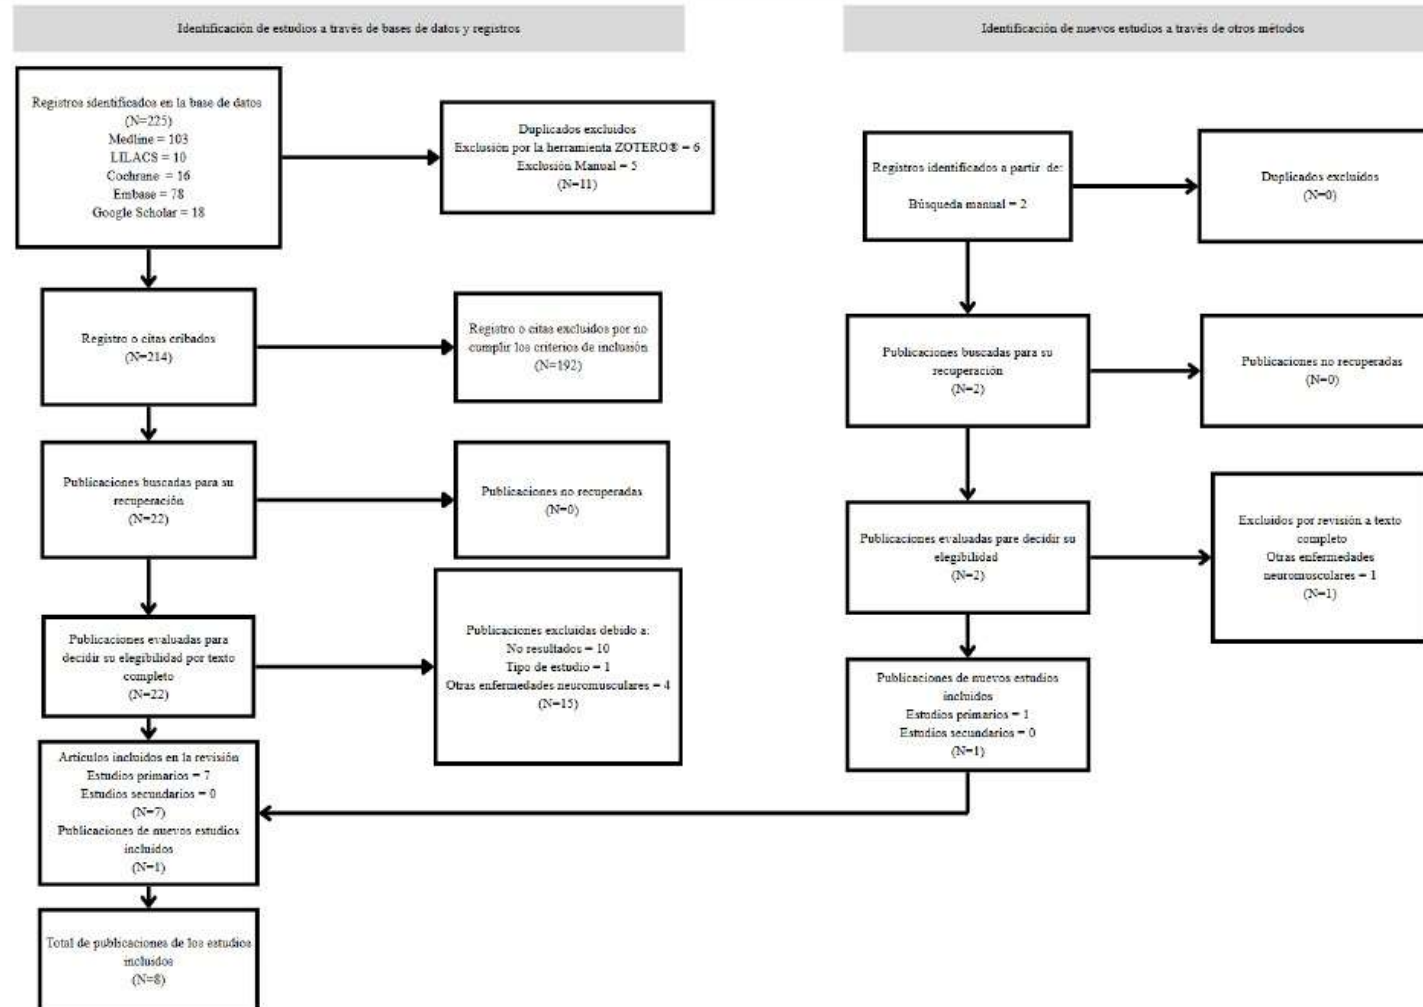 Identificación de estudios a través de bases de datos y registros
Registros identificados en la base de datos
(N=225)
Medline = 103
LILACS = 10
Cochrane = 16
Embase = 78
Google Scholar = 18
Duplicados excluidos
Exclusión por la herramienta ZOTERO® = 6
Exclusión Manual = 5
(N=11)
Registro o citas cribados
(N=214)
Registro o citas excluidos por no
cumplir los criterios de inclusión
(N=192)
Publicaciones buscadas para su
recuperación
(N=22)
Publicaciones no recuperadas
(N=0)
Publicaciones evaluadas para
decidir su elegibilidad por texto
completo
(N=22)
Publicaciones excluidas debido a:
No resultados = 10
Tipo de estudio = 1
Otras enfermedades neuromusculares = 4
(N=15)
Artículos incluidos en la revisión
Estudios primarios = 7
Estudios secundarios = 0
(N=7)
Publicaciones de nuevos estudios
incluidos
(N=1)
Total de publicaciones de los estudios
incluidos
(N=8)
Identificación de nuevos estudios a través de otros métodos
Registros identificados a partir de:
Búsqueda manual = 2
Duplicados excluidos
(N=0)
Publicaciones buscadas para su
recuperación
(N=2)
Publicaciones no recuperadas
(N=0)
Publicaciones evaluadas pare decidir su
elegibilidad
(N=2)
Excluidos por revisión a texto
completo
Otras enfermedades
neuromusculares = 1
(N=1)
Publicaciones de nuevos estudios
incluidos
Estudios primarios = 1
Estudios secundarios = 0
(N=1)